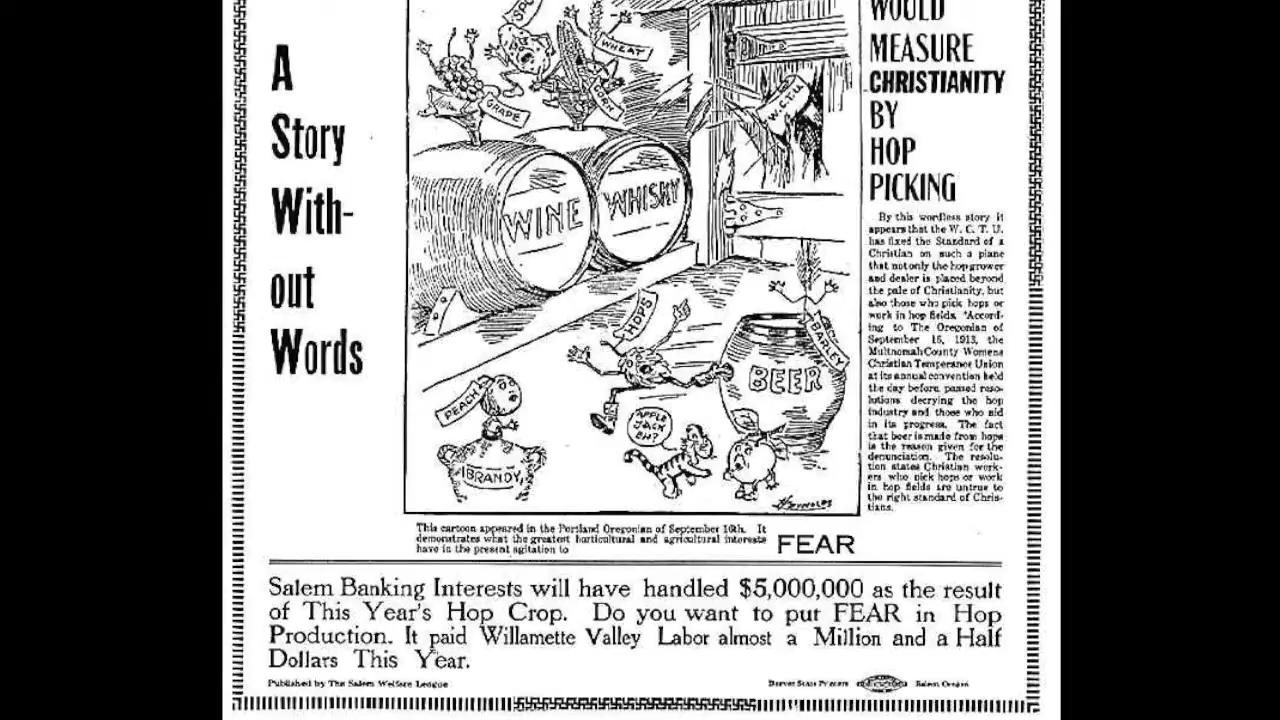 A
Story
With-
out
Words
WHEAT
CORN
GRAPE
W.C.T.U.
WINE
WHISKY
HOPS
BARLEY
BEER
PEACH
APPLE
JACK
EH?
BRANDY
REYNOLDS
WOULD
MEASURE
CHRISTIANITY
BY
HOP
PICKING
By this wordless story it
appears that the W. C. T. U.
has fixed the Standard of a
Christian on such a plane
that not only the hop grower
and dealer is placed beyond
the pale of Christianity, but
also those who pick hops or
work in hop fields. Accord-
ing to The Oregonian of
September 16, 1913, the
Multnomah County Womens
Christian Temperance Union
at its annual convention held
the day before, passed reso-
lutions decrying the hop
industry and those who aid
in its progress. The fact
that beer is made from hops
is the reason given for the
denunciation. The resolu-
tion states Christian work-
ers who pick hops or work
in hop fields are untrue to
the right standard of Chris-
tians.
This cartoon appeared in the Portland Oregonian of September 16th. It
demonstrates what the greatest horticultural and agricultural interests
have in the present agitation to
FEAR
Salem Banking Interests will have handled $5,000,000 as the result
of This Year's Hop Crop. Do you want to put FEAR in Hop
Production. It paid Willamette Valley Labor almost a Million and a Half
Dollars This Year.
Published by The Salem Welfare League
Salem Oregon